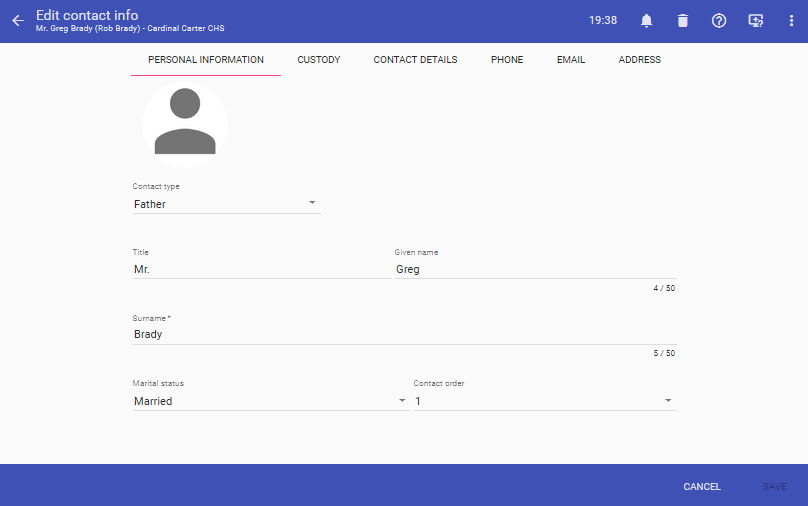 Edit contact info
Mr. Greg Brady (Rob Brady) - Cardinal Carter CHS
19:38
PERSONAL INFORMATION CUSTODY CONTACT DETAILS PHONE EMAIL ADDRESS
Contact type
Father
Title Given name
Mr. Greg
4 / 50
Surname *
Brady
5 / 50
Marital status Contact order
Married 1
CANCEL SAVE